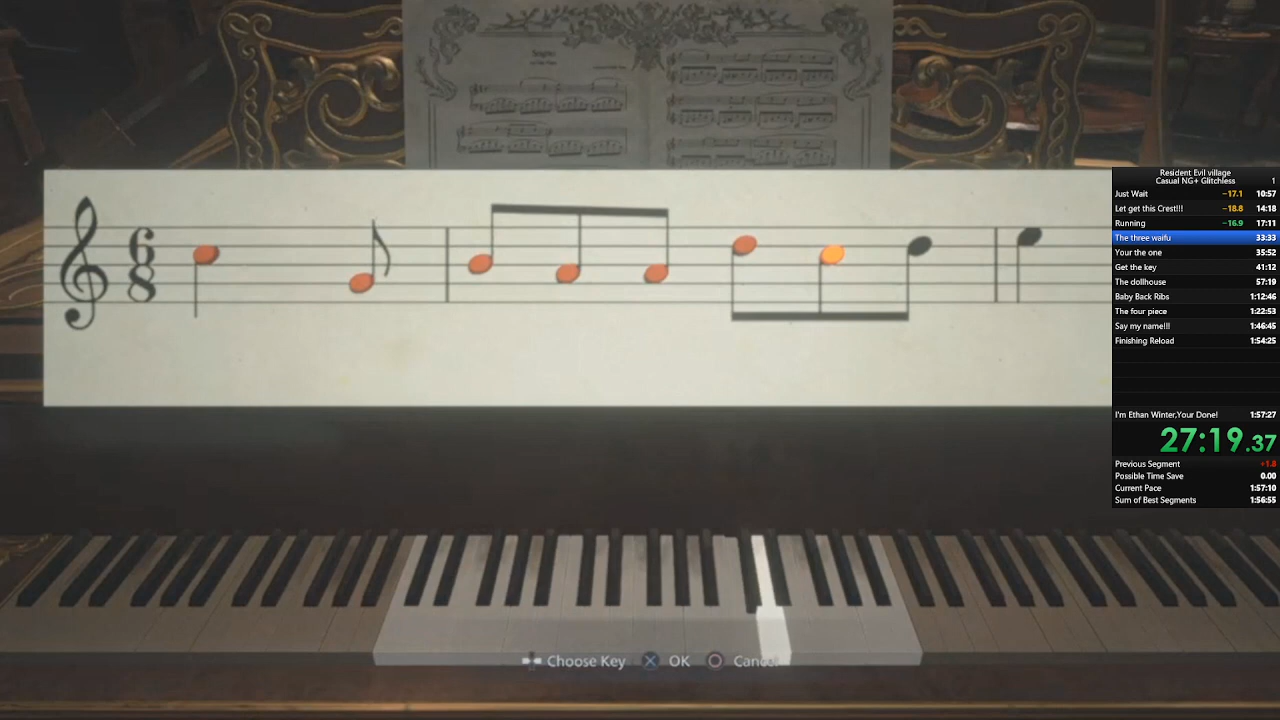 6
8
Resident Evil village
Casual NG+ Glitchless 1
Just Wait -17.1 10:57
Let get this Crest!!! -18.8 14:18
Running -16.9 17:11
The three waifu 33:33
Your the one 35:52
Get the key 41:12
The dollhouse 57:19
Baby Back Ribs 1:12:46
The four piece 1:22:53
Say my name!!! 1:46:45
Finishing Reload 1:54:25
I'm Ethan Winter,Your Done! 1:57:27
27:19.37
Previous Segment +1.8
Possible Time Save 0.00
Current Pace 1:57:10
Sum of Best Segments 1:56:55
Choose Key OK Cancel